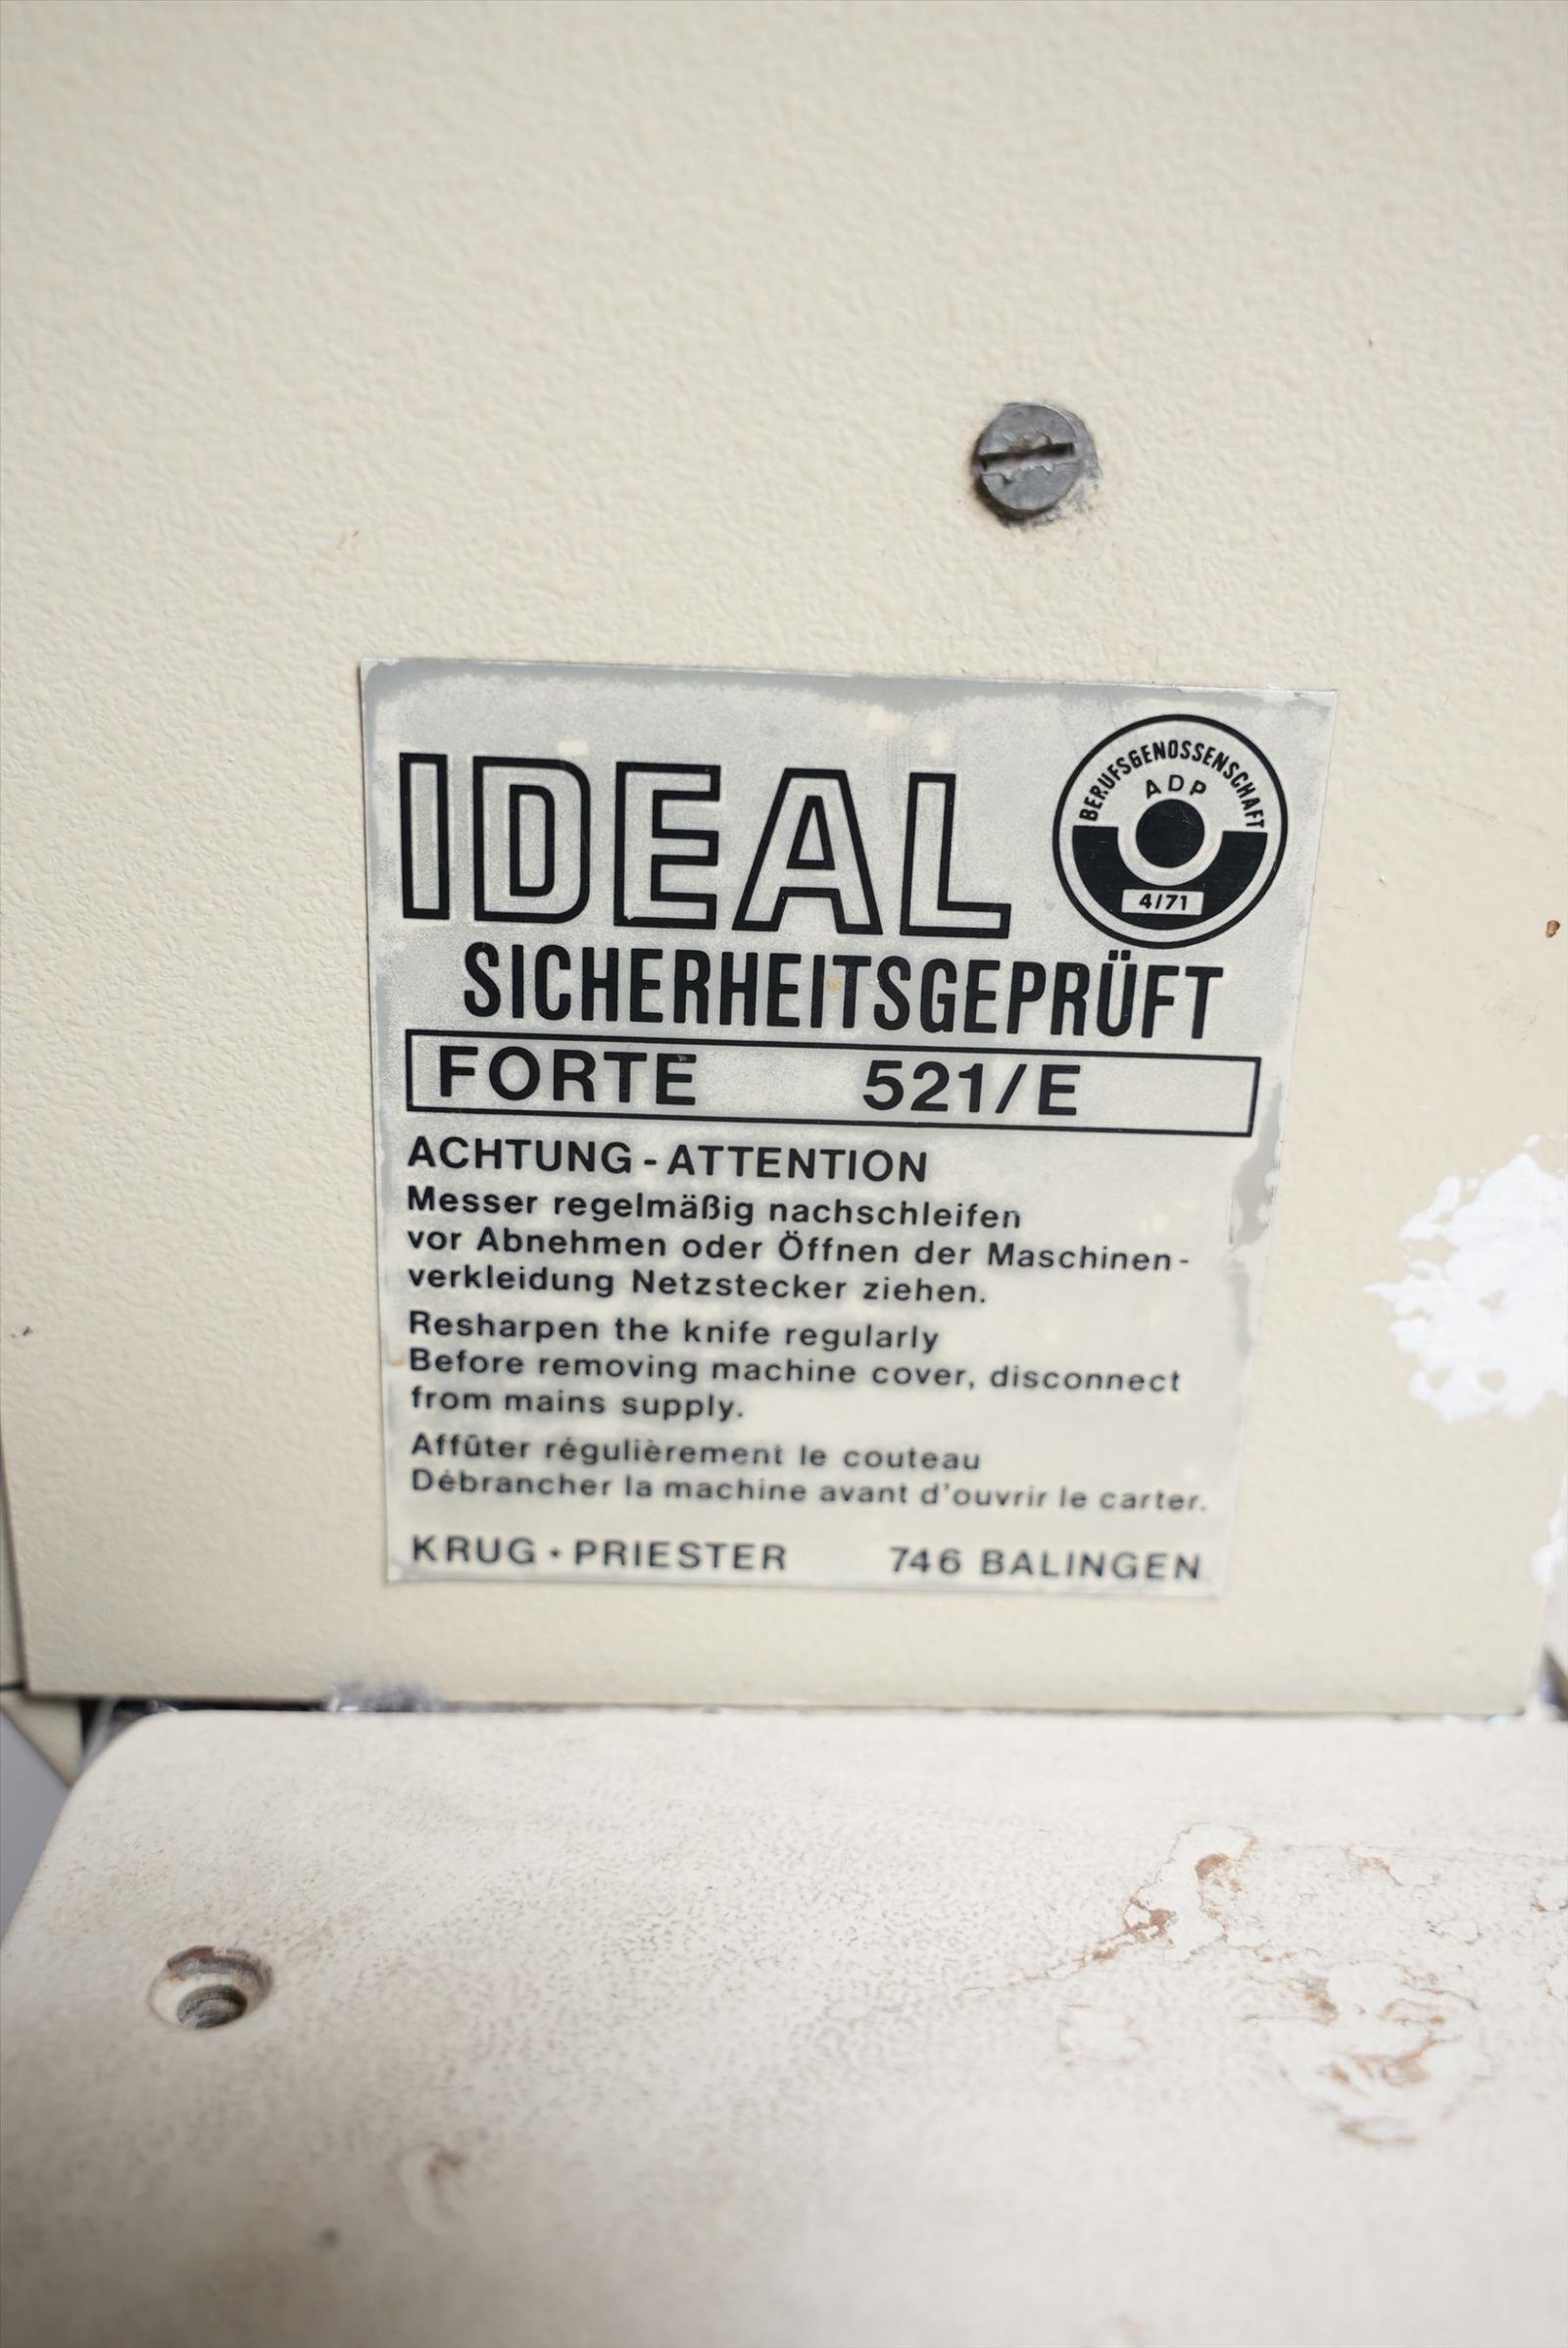 IDEAL
BERUFSGENOSSENSCHAFT
ADP
4/71
SICHERHEITSGEPRÜFT
FORTE 521/E
ACHTUNG - ATTENTION
Messer regelmäßig nachschleifen
vor Abnehmen oder Öffnen der Maschinen-
verkleidung Netzstecker ziehen.
Resharpen the knife regularly
Before removing machine cover, disconnect
from mains supply.
Affûter régulièrement le couteau
Débrancher la machine avant d'ouvrir le carter.
KRUG • PRIESTER 746 BALINGEN